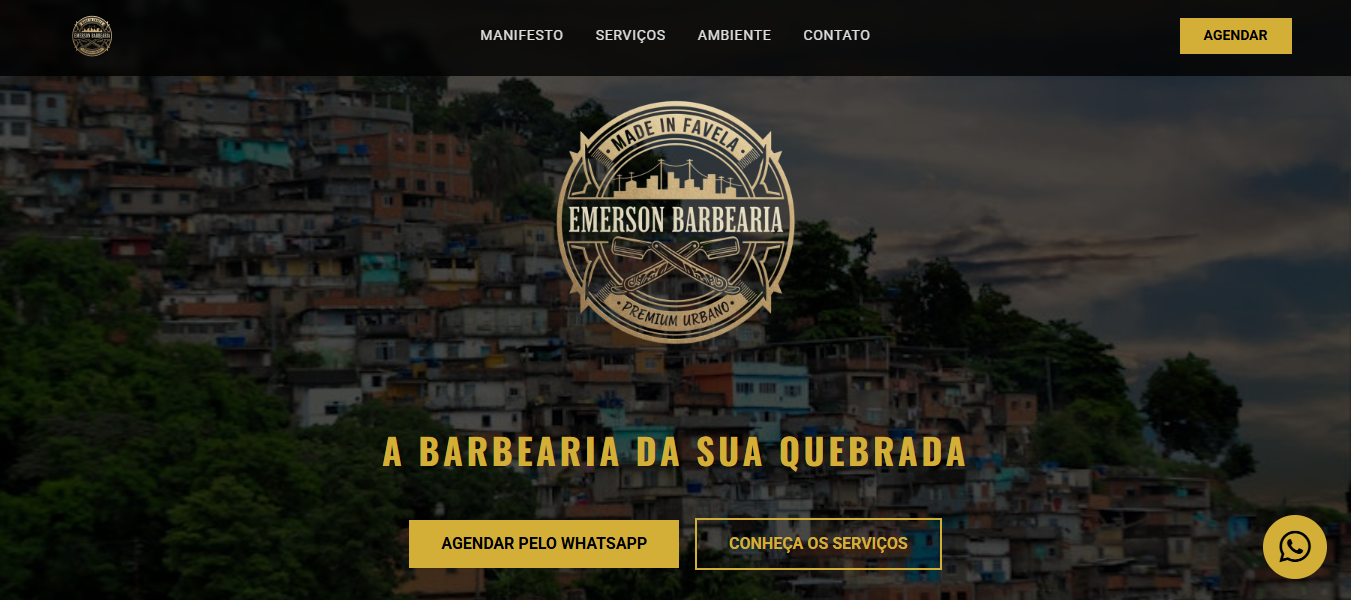 MANIFESTO SERVIÇOS AMBIENTE CONTATO AGENDAR
MADE IN FAVELA
EMERSON BARBEARIA
PREMIUM URBANO
A BARBEARIA DA SUA QUEBRADA
AGENDAR PELO WHATSAPP CONHEÇA OS SERVIÇOS